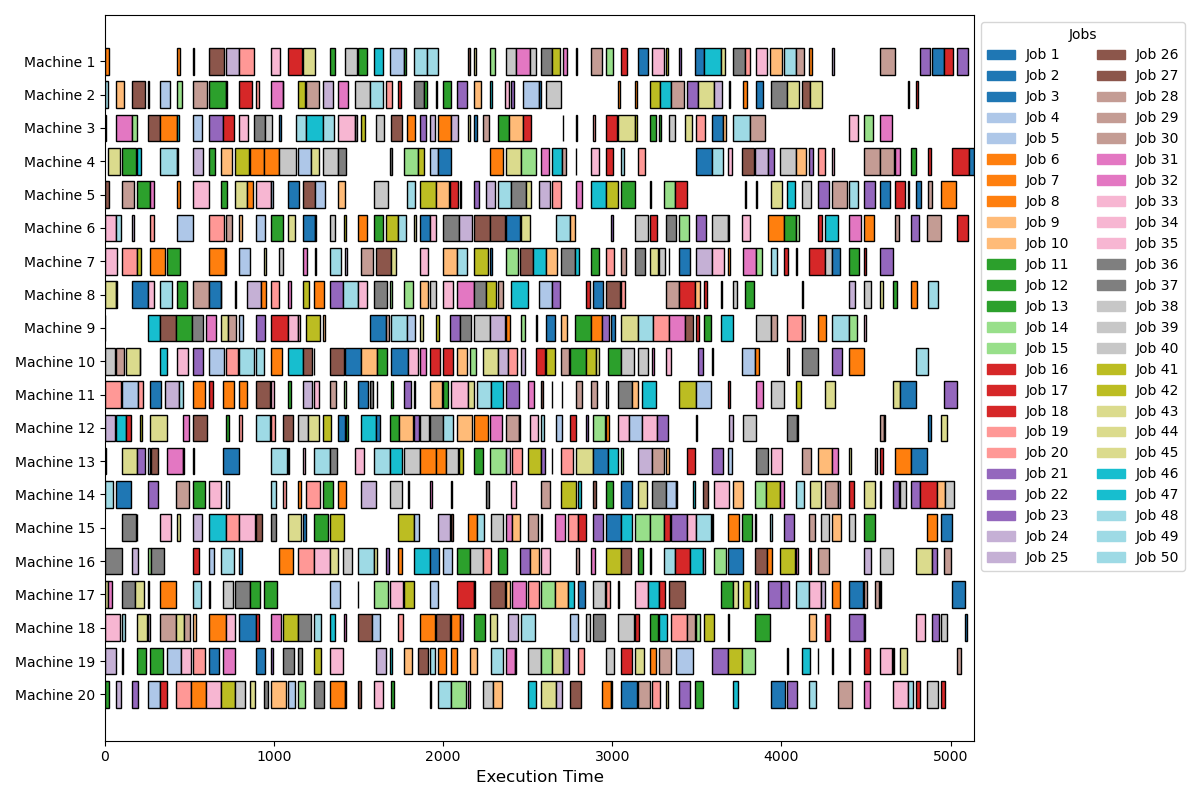 Machine 1
Machine 2
Machine 3
Machine 4
Machine 5
Machine 6
Machine 7
Machine 8
Machine 9
Machine 10
Machine 11
Machine 12
Machine 13
Machine 14
Machine 15
Machine 16
Machine 17
Machine 18
Machine 19
Machine 20
0 1000 2000 3000 4000 5000
Execution Time
Jobs
Job 1 Job 26
Job 2 Job 27
Job 3 Job 28
Job 4 Job 29
Job 5 Job 30
Job 6 Job 31
Job 7 Job 32
Job 8 Job 33
Job 9 Job 34
Job 10 Job 35
Job 11 Job 36
Job 12 Job 37
Job 13 Job 38
Job 14 Job 39
Job 15 Job 40
Job 16 Job 41
Job 17 Job 42
Job 18 Job 43
Job 19 Job 44
Job 20 Job 45
Job 21 Job 46
Job 22 Job 47
Job 23 Job 48
Job 24 Job 49
Job 25 Job 50